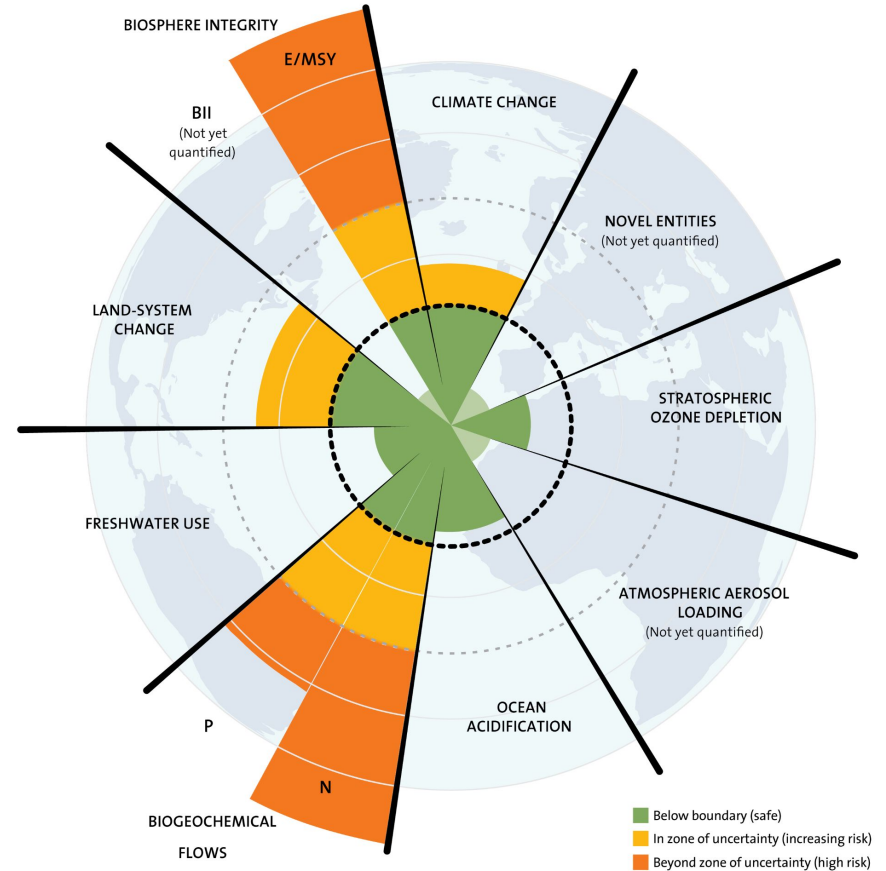 BIOSPHERE INTEGRITY
E/MSY
CLIMATE CHANGE
BII
(Not yet
quantified)
NOVEL ENTITIES
(Not yet quantified)
LAND-SYSTEM
CHANGE
STRATOSPHERIC
OZONE DEPLETION
FRESHWATER USE
ATMOSPHERIC AEROSOL
LOADING
(Not yet quantified)
OCEAN
ACIDIFICATION
P
N
BIOGEOCHEMICAL
FLOWS
Below boundary (safe)
In zone of uncertainty (increasing risk)
Beyond zone of uncertainty (high risk)